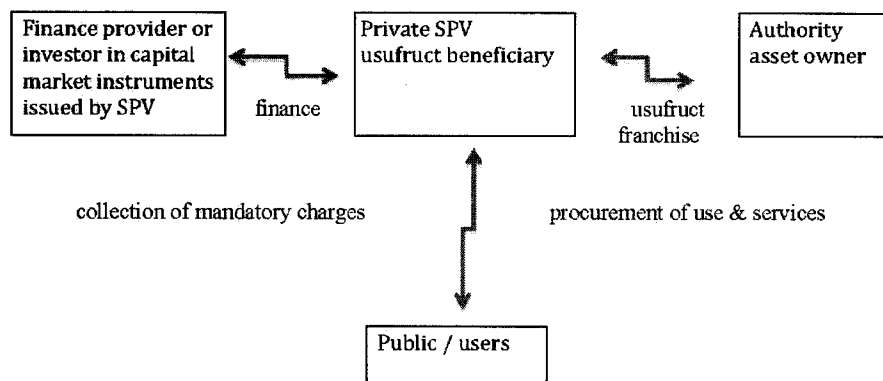 Finance provider or
investor in capital
market instruments
issued by SPV
Private SPV
usufruct beneficiary
Authority
asset owner
finance
usufruct
franchise
collection of mandatory charges
procurement of use & services
Public / users